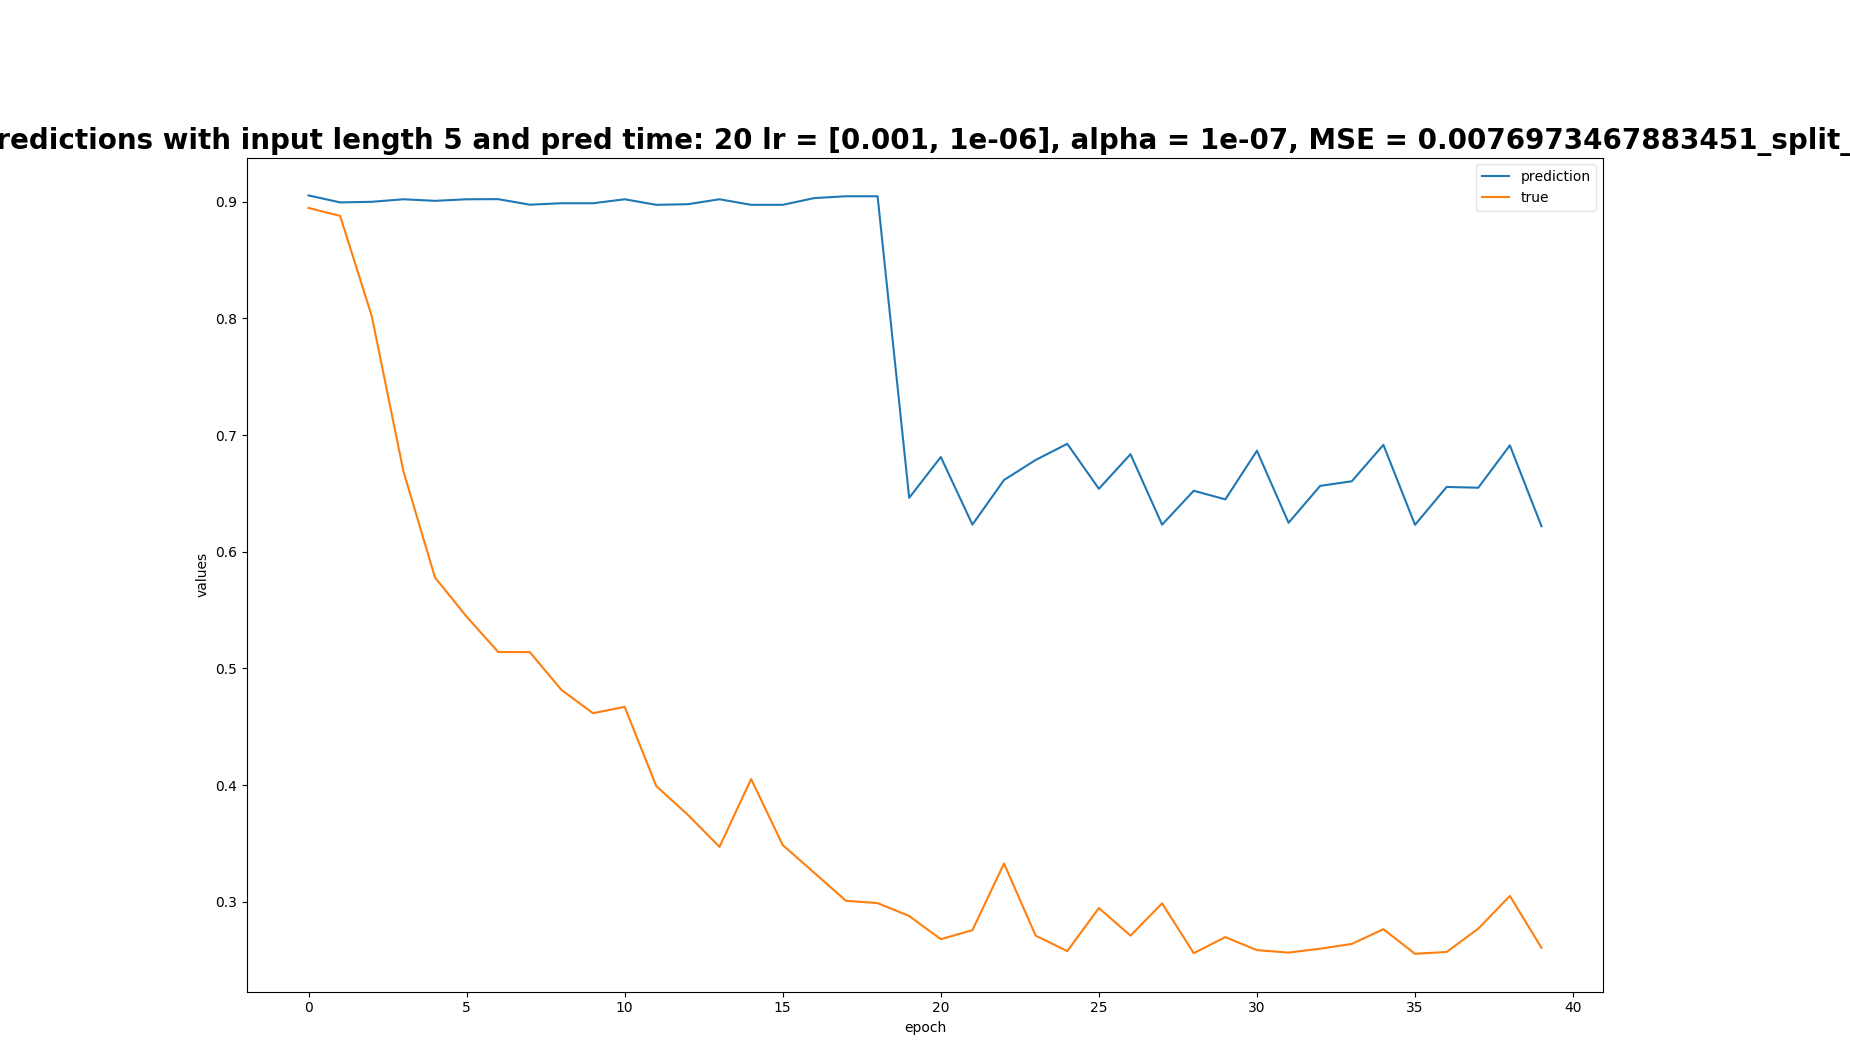 redictions with input length 5 and pred time: 20 lr = [0.001, 1e-06], alpha = 1e-07, MSE = 0.0076973467883451_split_
prediction
true
0.9
0.8
0.7
0.6
0.5
0.4
0.3
values
0 5 10 15 20 25 30 35 40
epoch